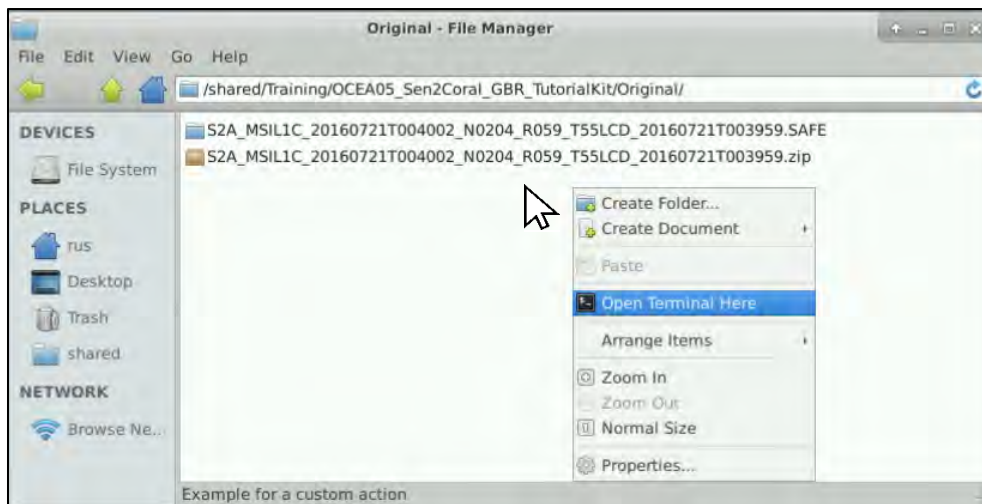 Original - File Manager
File Edit View Go Help
/shared/Training/OCEA05_Sen2Coral_GBR_TutorialKit/Original/
DEVICES
File System
PLACES
rus
Desktop
Trash
shared
NETWORK
Browse Ne...
S2A_MSIL1C_20160721T004002_N0204_R059_T55LCD_20160721T003959.SAFE
S2A_MSIL1C_20160721T004002_N0204_R059_T55LCD_20160721T003959.zip
Create Folder...
Create Document
Paste
Open Terminal Here
Arrange Items
Zoom In
Zoom Out
Normal Size
Properties...
Example for a custom action